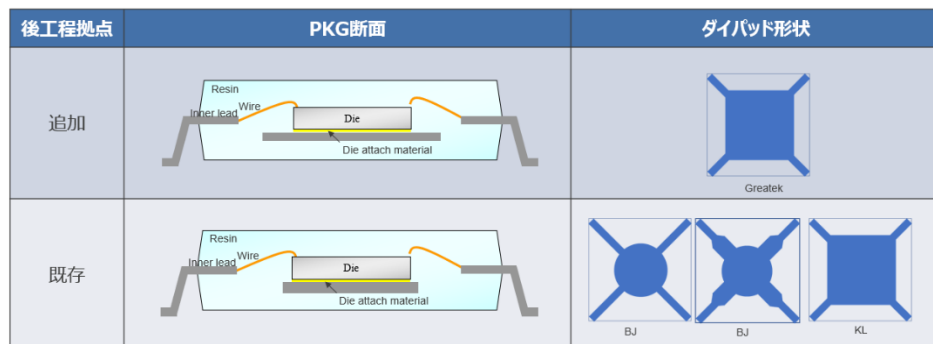 後工程拠点
PKG断面
ダイパッド形状
追加
Resin
Wire
Inner lead
Die
Die attach material
Greatek
既存
Resin
Wire
Inner lead
Die
Die attach material
BJ
BJ
KL